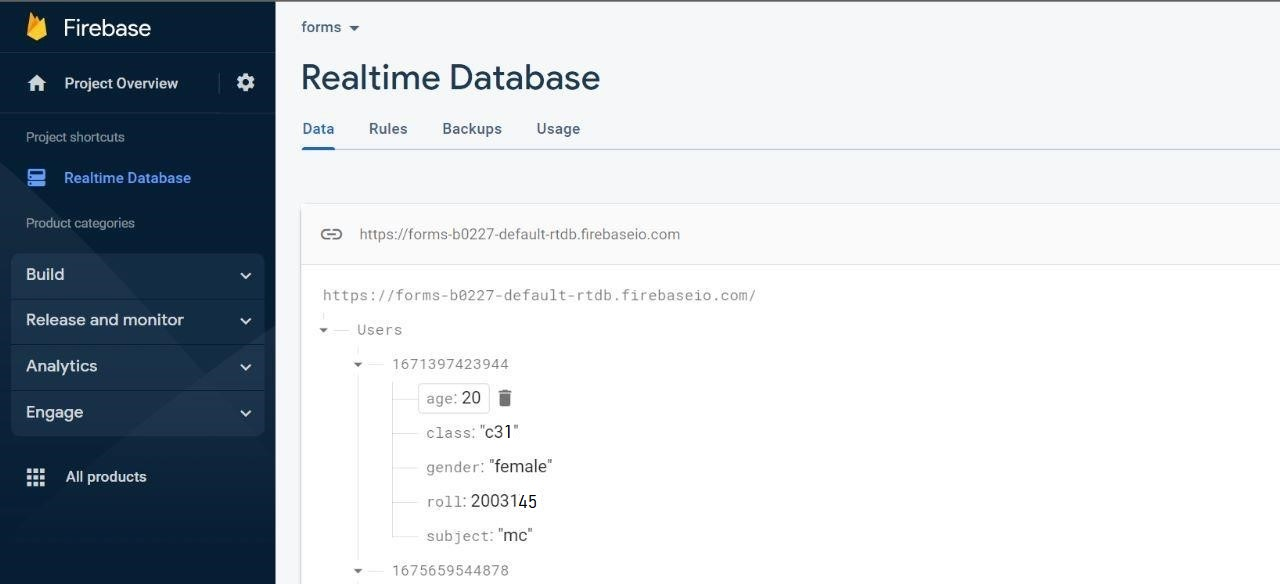 Firebase
Project Overview
Project shortcuts
Realtime Database
Product categories
Build
Release and monitor
Analytics
Engage
All products
forms
Realtime Database
Data Rules Backups Usage
https://forms-b0227-default-rtdb.firebaseio.com
https://forms-b0227-default-rtdb.firebaseio.com/
Users
1671397423944
age: 20
class: "c31"
gender: "female"
roll: 2003145
subject: "mc"
1675659544878